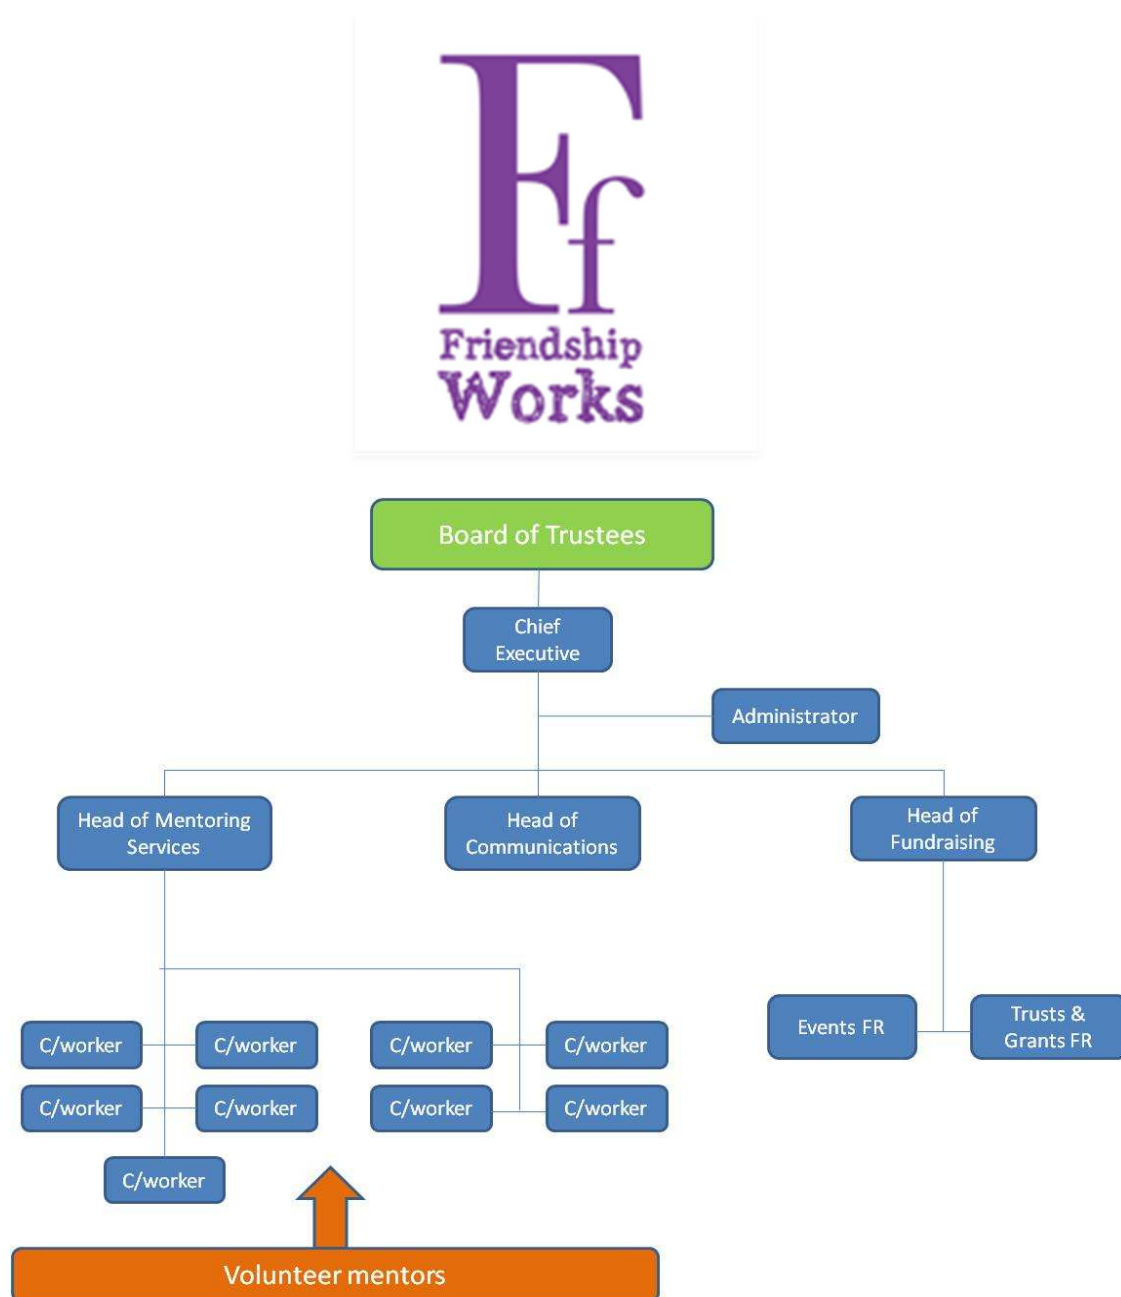 Ff
Friendship
Works
Board of Trustees
Chief
Executive
Administrator
Head of Mentoring
Services
Head of
Communications
Head of
Fundraising
Events FR
Trusts &
Grants FR
C/worker
C/worker
C/worker
C/worker
C/worker
C/worker
C/worker
C/worker
C/worker
Volunteer mentors